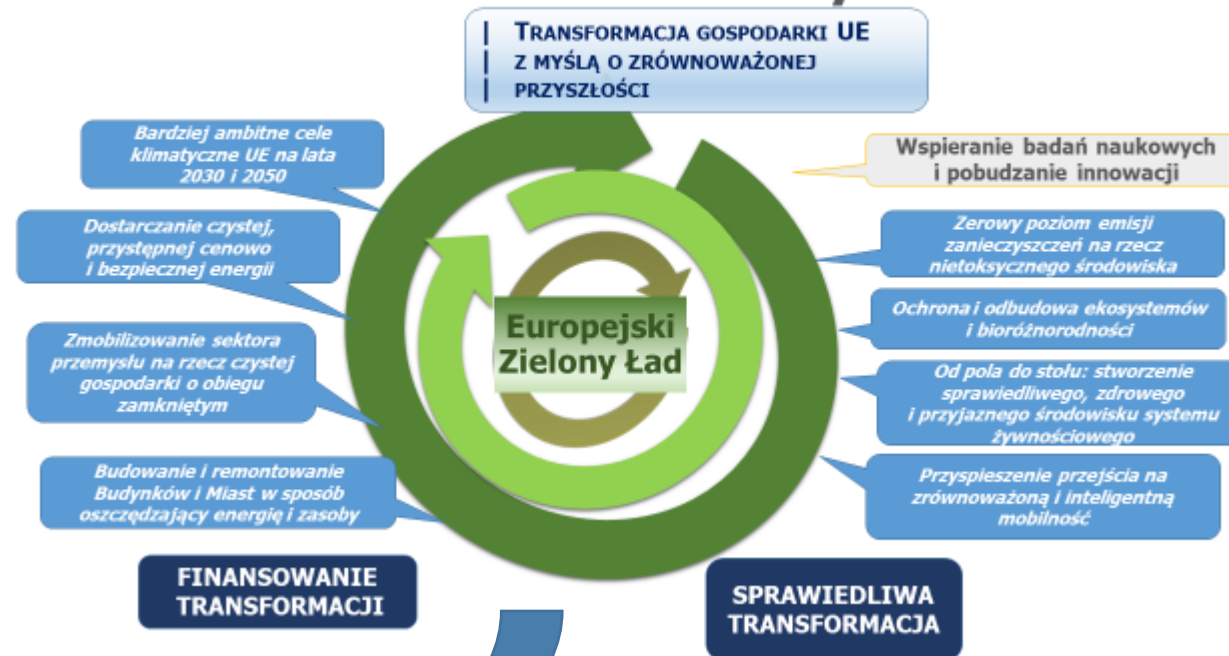 TRANSFORMACJA GOSPODARKI UE
Z MYŚLĄ O ZRÓWNOWAŻONEJ
PRZYSZŁOŚCI
Bardziej ambitne cele
klimatyczne UE na lata
2030 i 2050
Dostarczanie czystej,
przystępnej cenowo
i bezpiecznej energii
Zmobilizowanie sektora
przemysłu na rzecz czystej
gospodarki o obiegu
zamkniętym
Budowanie i remontowanie
Budynków i Miast w sposób
oszczędzający energię i zasoby
Europejski
Zielony Ład
Wspieranie badań naukowych
i pobudzanie innowacji
Zerowy poziom emisji
zanieczyszczeń na rzecz
nietoksycznego środowiska
Ochrona i odbudowa ekosystemów
i bioróżnorodności
Od pola do stołu: stworzenie
sprawiedliwego, zdrowego
i przyjaznego środowisku systemu
żywnościowego
Przyspieszenie przejścia na
zrównoważoną i inteligentną
mobilność
FINANSOWANIE
TRANSFORMACJI
SPRAWIEDLIWA
TRANSFORMACJA